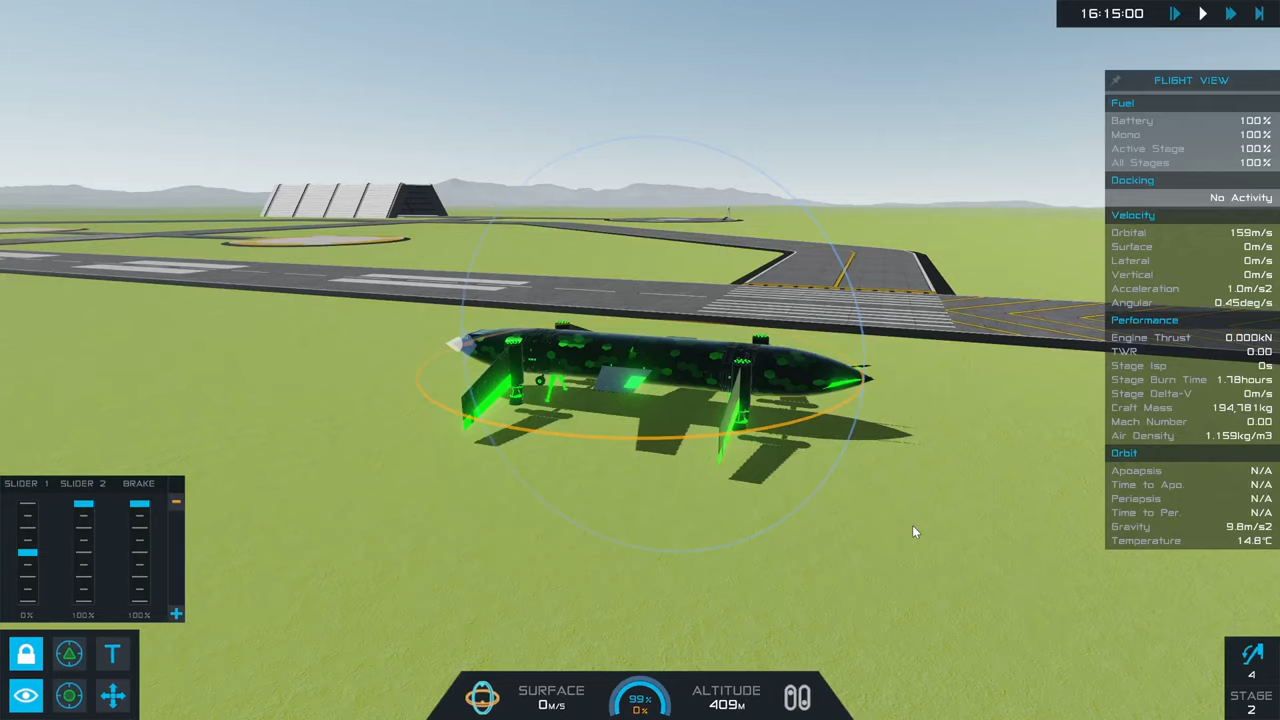 16:15:00
FLIGHT VIEW
Fuel
Battery 100%
Mono 100%
Active Stage 100%
All Stages 100%
Docking
No Activity
Velocity
Orbital 159m/s
Surface 0m/s
Lateral 0m/s
Vertical 0m/s
Acceleration 1.0m/s2
Angular 0.45deg/s
Performance
Engine Thrust 0.000kN
TWR 0.00
Stage Isp 0s
Stage Burn Time 1.78hours
Stage Delta-V 0m/s
Craft Mass 194,781kg
Mach Number 0.00
Air Density 1.159kg/m3
Orbit
Apoapsis N/A
Time to Apo. N/A
Periapsis N/A
Time to Per. N/A
Gravity 9.8m/s2
Temperature 14.8°C
SLIDER 1 SLIDER 2 BRAKE
0% 100% 100%
T
SURFACE
0M/S
99%
0%
ALTITUDE
409M
4
STAGE
2